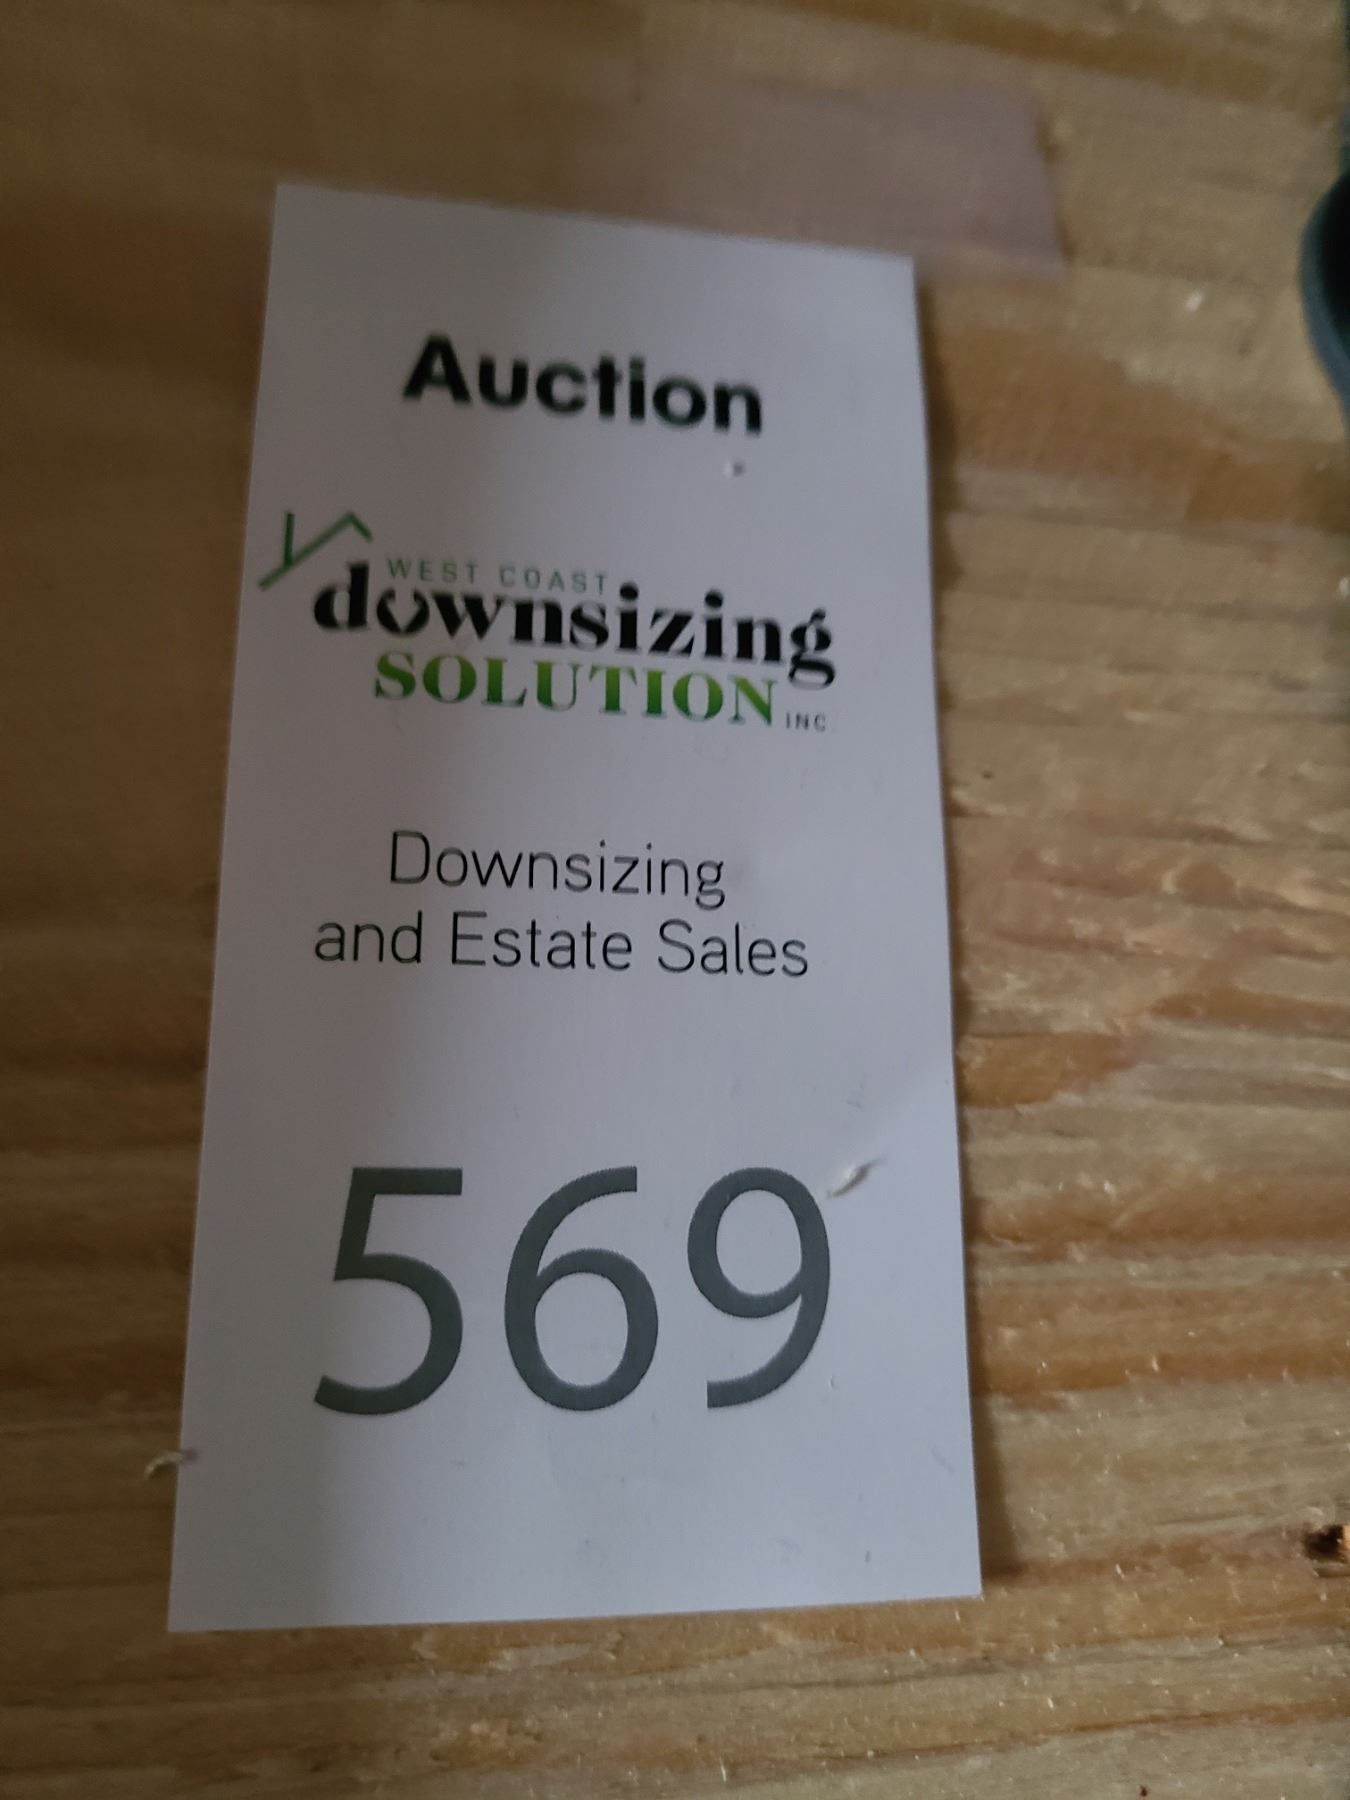 Auction
WEST COAST
downsizing
SOLUTION INC
Downsizing
and Estate Sales
569